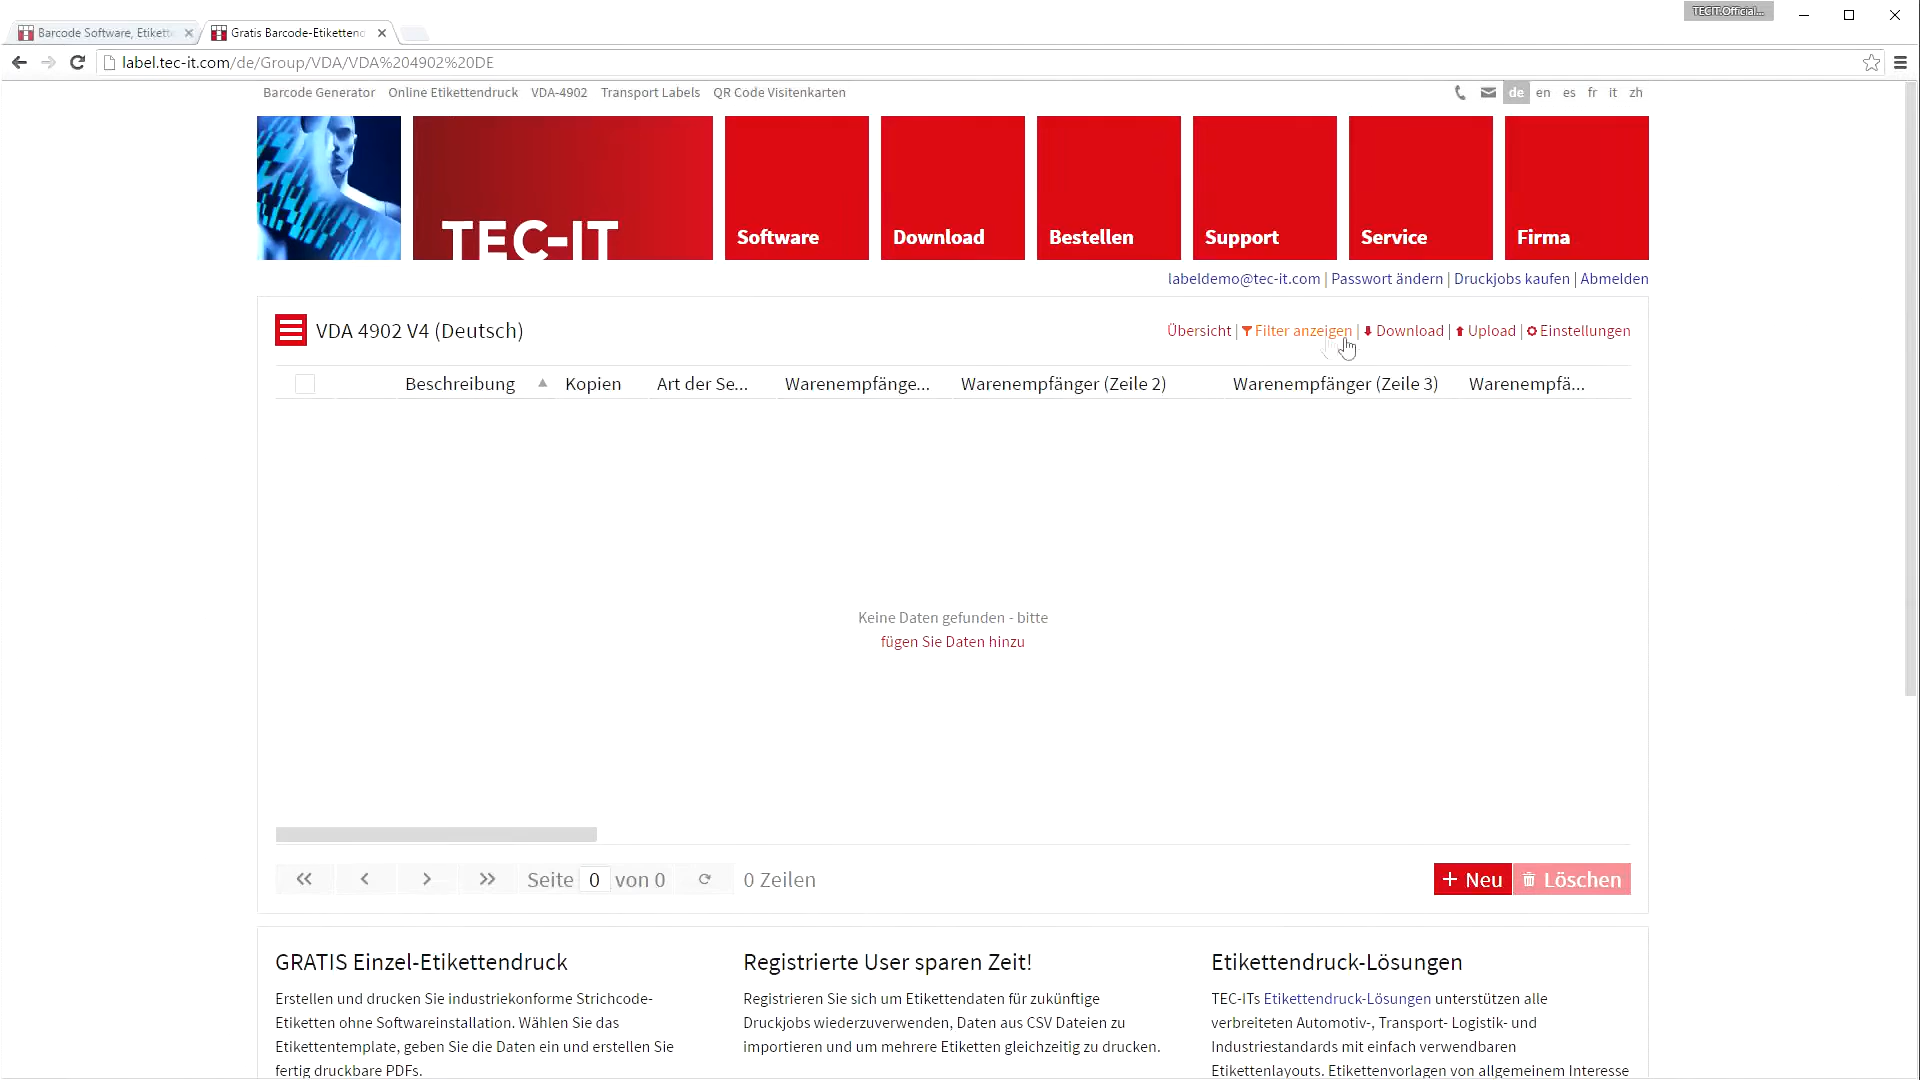 TECIT.Official...
Barcode Software, Etikette
Gratis Barcode-Etikettend
label.tec-it.com/de/Group/VDA/VDA%204902%20DE
Barcode Generator Online Etikettendruck VDA-4902 Transport Labels QR Code Visitenkarten
de en es fr it zh
TEC-IT
Software
Download
Bestellen
Support
Service
Firma
labeldemo@tec-it.com | Passwort ändern | Druckjobs kaufen | Abmelden
VDA 4902 V4 (Deutsch)
Übersicht | Filter anzeigen | Download | Upload | Einstellungen
Beschreibung Kopien Art der Se... Warenempfänge... Warenempfänger (Zeile 2) Warenempfänger (Zeile 3) Warenempfä...
Keine Daten gefunden - bitte
fügen Sie Daten hinzu
Seite 0 von 0 0 Zeilen
+ Neu Löschen
GRATIS Einzel-Etikettendruck
Erstellen und drucken Sie industriekonforme Strichcode-
Etiketten ohne Softwareinstallation. Wählen Sie das
Etikettentemplate, geben Sie die Daten ein und erstellen Sie
fertig druckbare PDFs.
Registrierte User sparen Zeit!
Registrieren Sie sich um Etikettendaten für zukünftige
Druckjobs wiederzuverwenden, Daten aus CSV Dateien zu
importieren und um mehrere Etiketten gleichzeitig zu drucken.
Etikettendruck-Lösungen
TEC-ITs Etikettendruck-Lösungen unterstützen alle
verbreiteten Automotiv-, Transport- Logistik- und
Industriestandards mit einfach verwendbaren
Etikettenlayouts. Etikettenvorlagen von allgemeinem Interesse